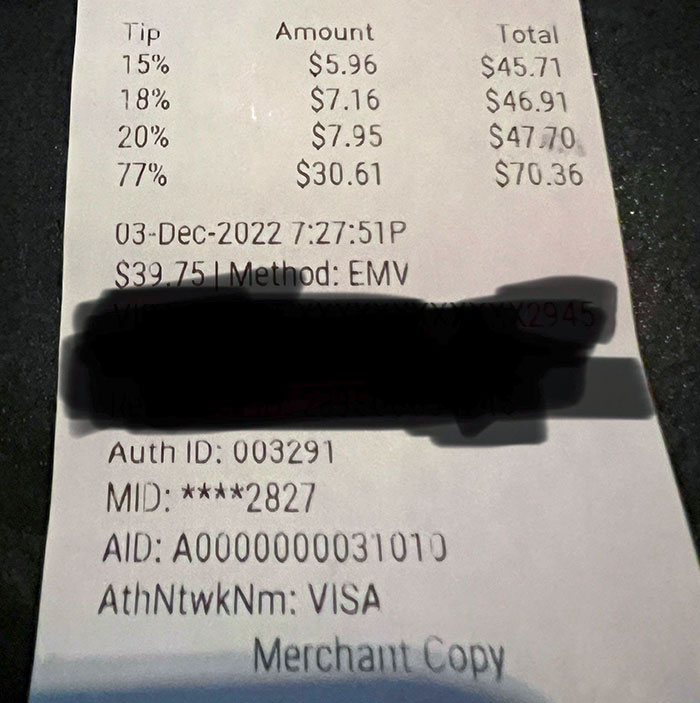 Tip Amount Total
15% $5.96 $45.71
18% $7.16 $46.91
20% $7.95 $47.70
77% $30.61 $70.36
03-Dec-2022 7:27:51P
$39.75 | Method: EMV
Auth ID: 003291
MID: ****2827
AID: A0000000031010
AthNtwkNm: VISA
Merchant Copy